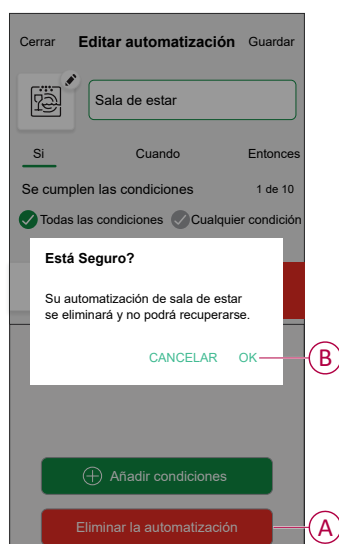 Cerrar Editar automatización Guardar
Sala de estar
Si Cuando Entonces
Se cumplen las condiciones 1 de 10
Todas las condiciones Cualquier condición
Está Seguro?
Su automatización de sala de estar
se eliminará y no podrá recuperarse.
CANCELAR OK
B
Añadir condiciones
Eliminar la automatización
A